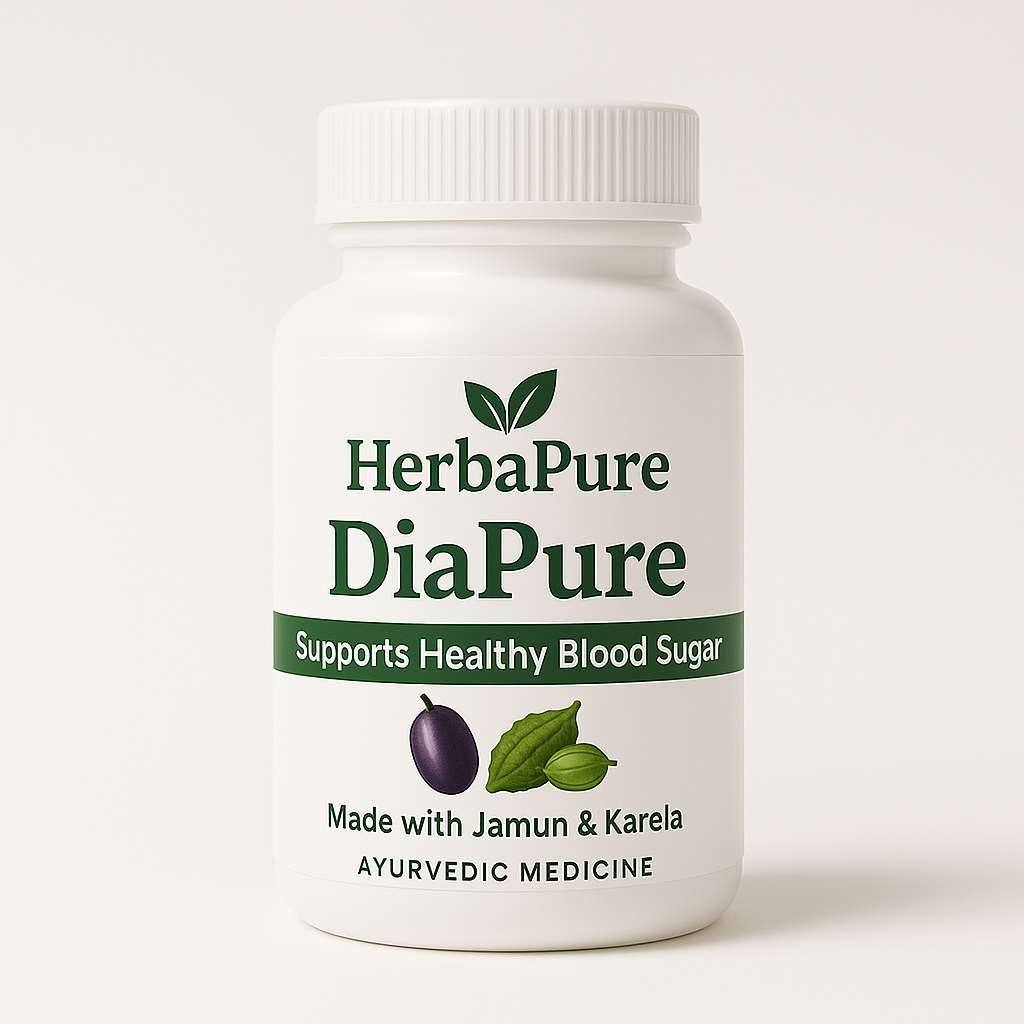 HerbaPure
DiaPure
Supports Healthy Blood Sugar
Made with Jamun & Karela
AYURVEDIC MEDICINE